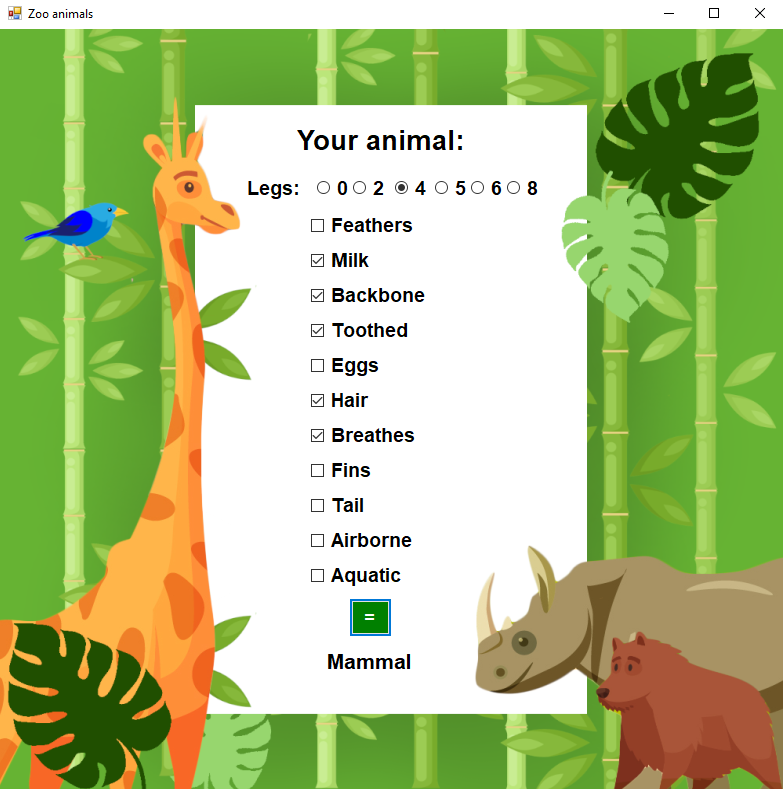 Zoo animals
Your animal:
Legs: 0 2 4 5 6 8
Feathers
Milk
Backbone
Toothed
Eggs
Hair
Breathes
Fins
Tail
Airborne
Aquatic
=
Mammal